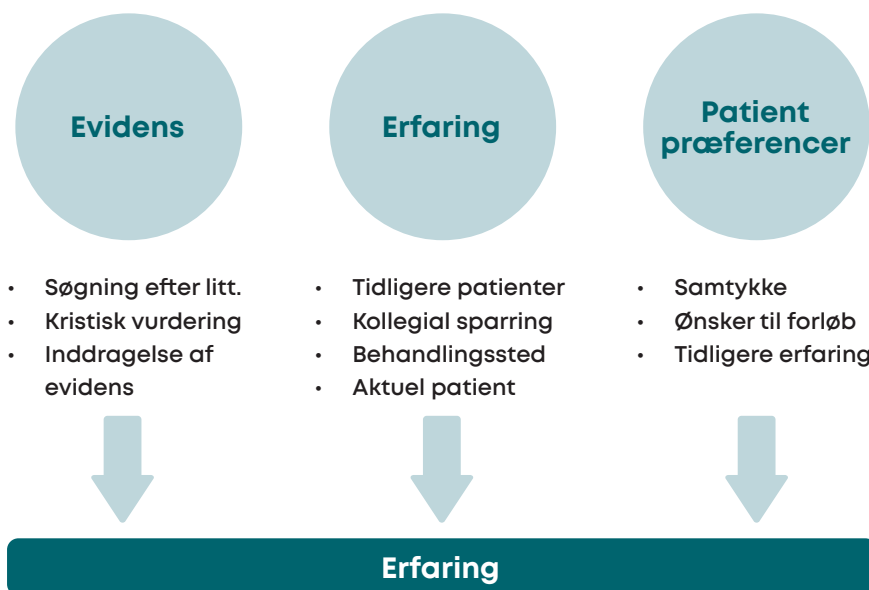 Evidens
Erfaring
Patient
præferencer
• Søgning efter litt.
• Kristisk vurdering
• Inddragelse af
evidens
• Tidligere patienter
• Kollegial sparring
• Behandlingssted
• Aktuel patient
• Samtykke
• Ønsker til forløb
• Tidligere erfaring
Erfaring